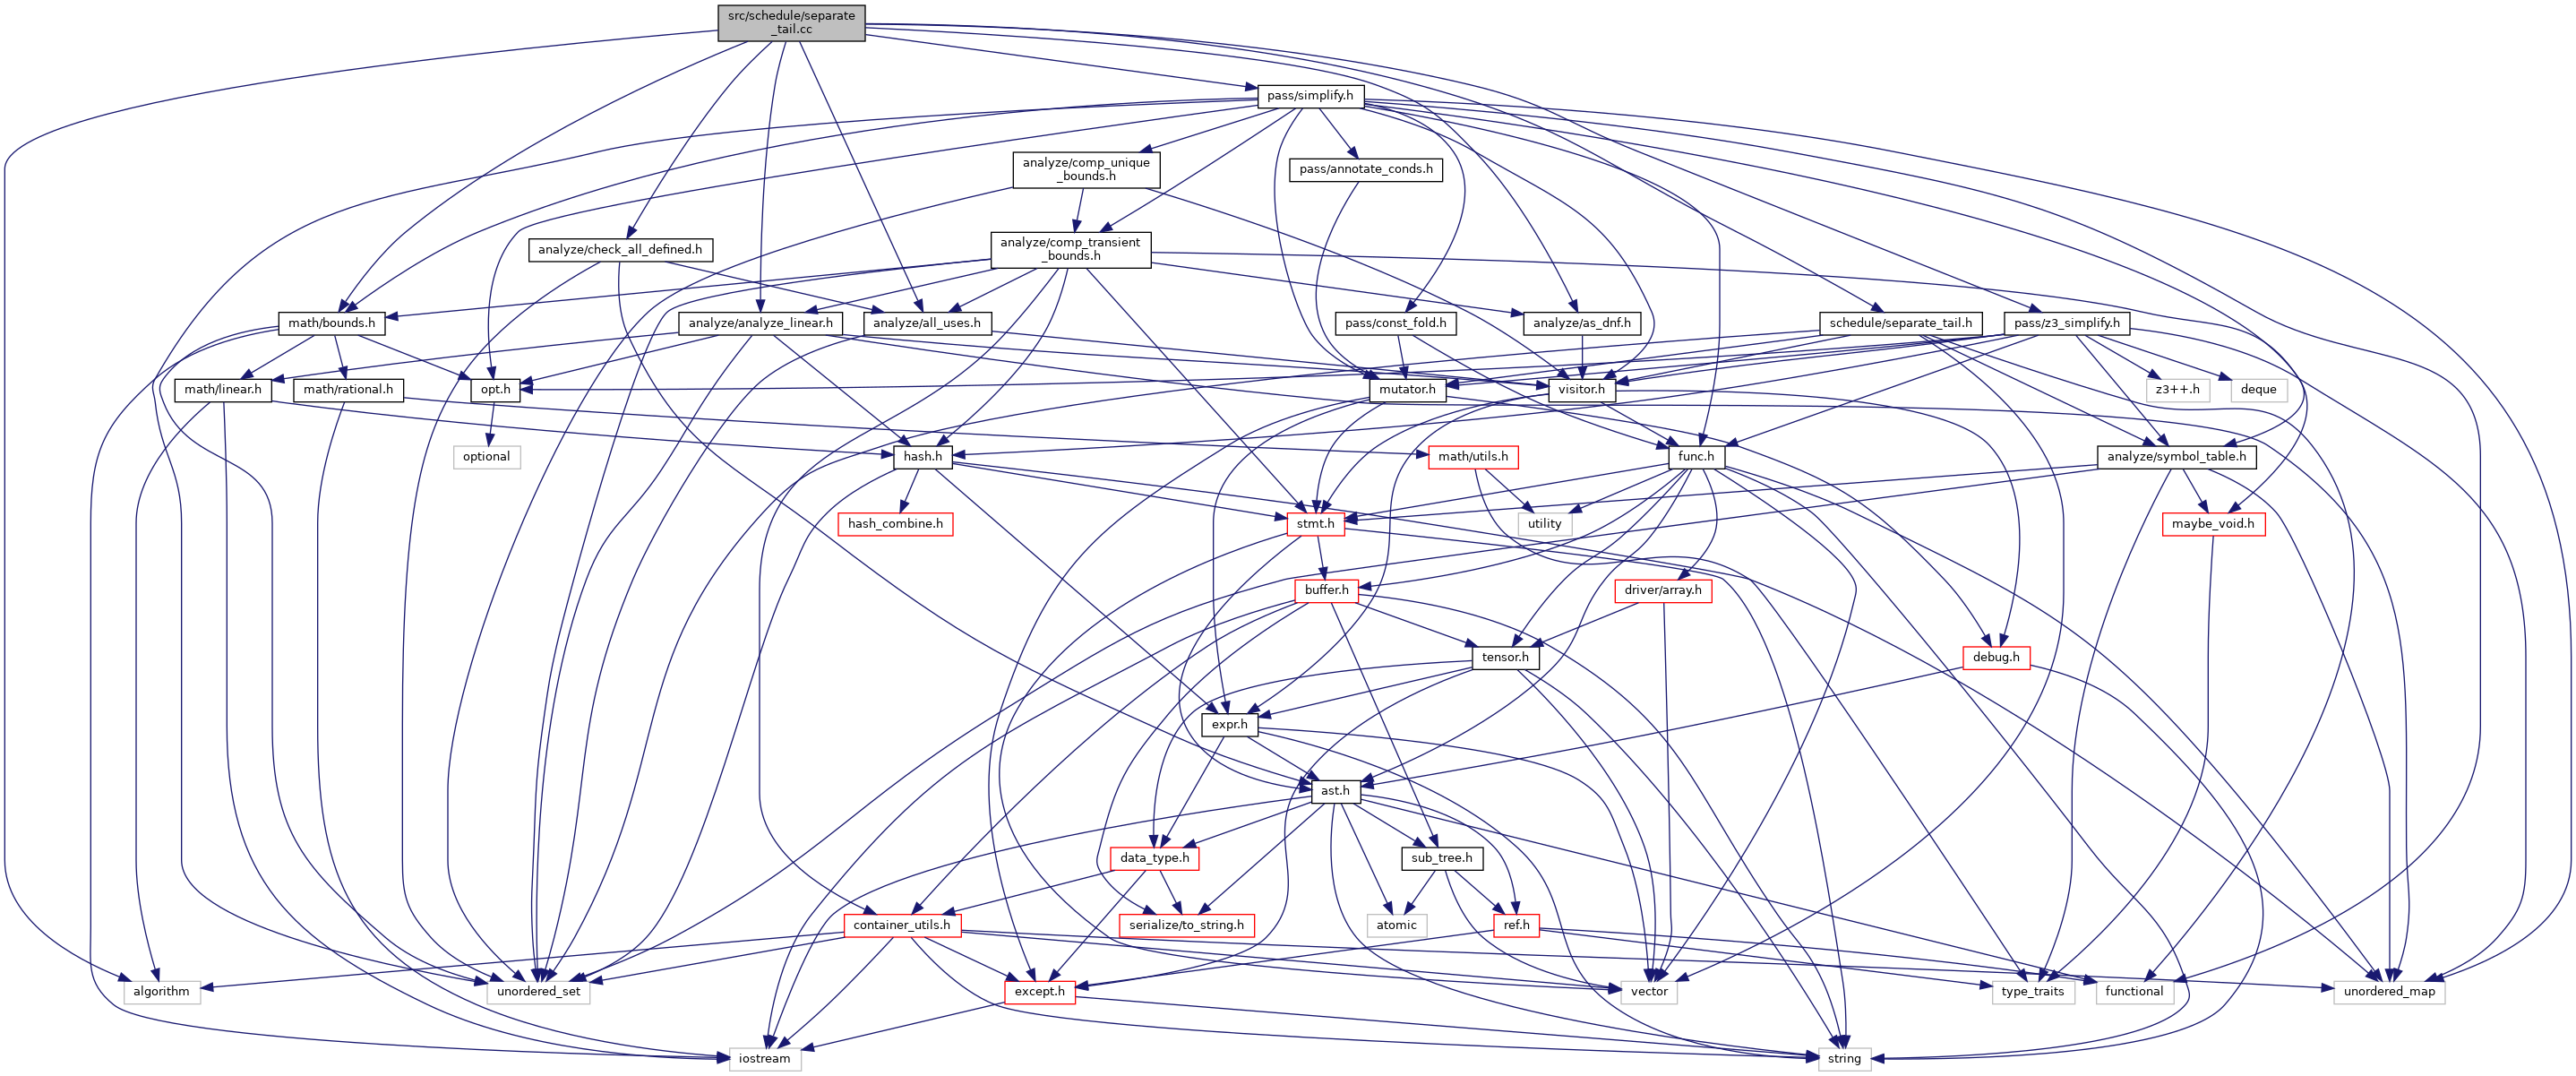 src/schedule/separate
_tail.cc
pass/simplify.h
analyze/comp_unique
_bounds.h
pass/annotate_conds.h
analyze/check_all_defined.h
analyze/comp_transient
_bounds.h
math/bounds.h
analyze/analyze_linear.h
analyze/all_uses.h
pass/const_fold.h
analyze/as_dnf.h
schedule/separate_tail.h
pass/z3_simplify.h
math/linear.h
math/rational.h
opt.h
mutator.h
visitor.h
z3++.h
deque
optional
hash.h
math/utils.h
func.h
analyze/symbol_table.h
hash_combine.h
stmt.h
utility
maybe_void.h
buffer.h
driver/array.h
tensor.h
debug.h
expr.h
ast.h
data_type.h
sub_tree.h
container_utils.h
serialize/to_string.h
atomic
ref.h
algorithm
unordered_set
except.h
vector
type_traits
functional
unordered_map
iostream
string